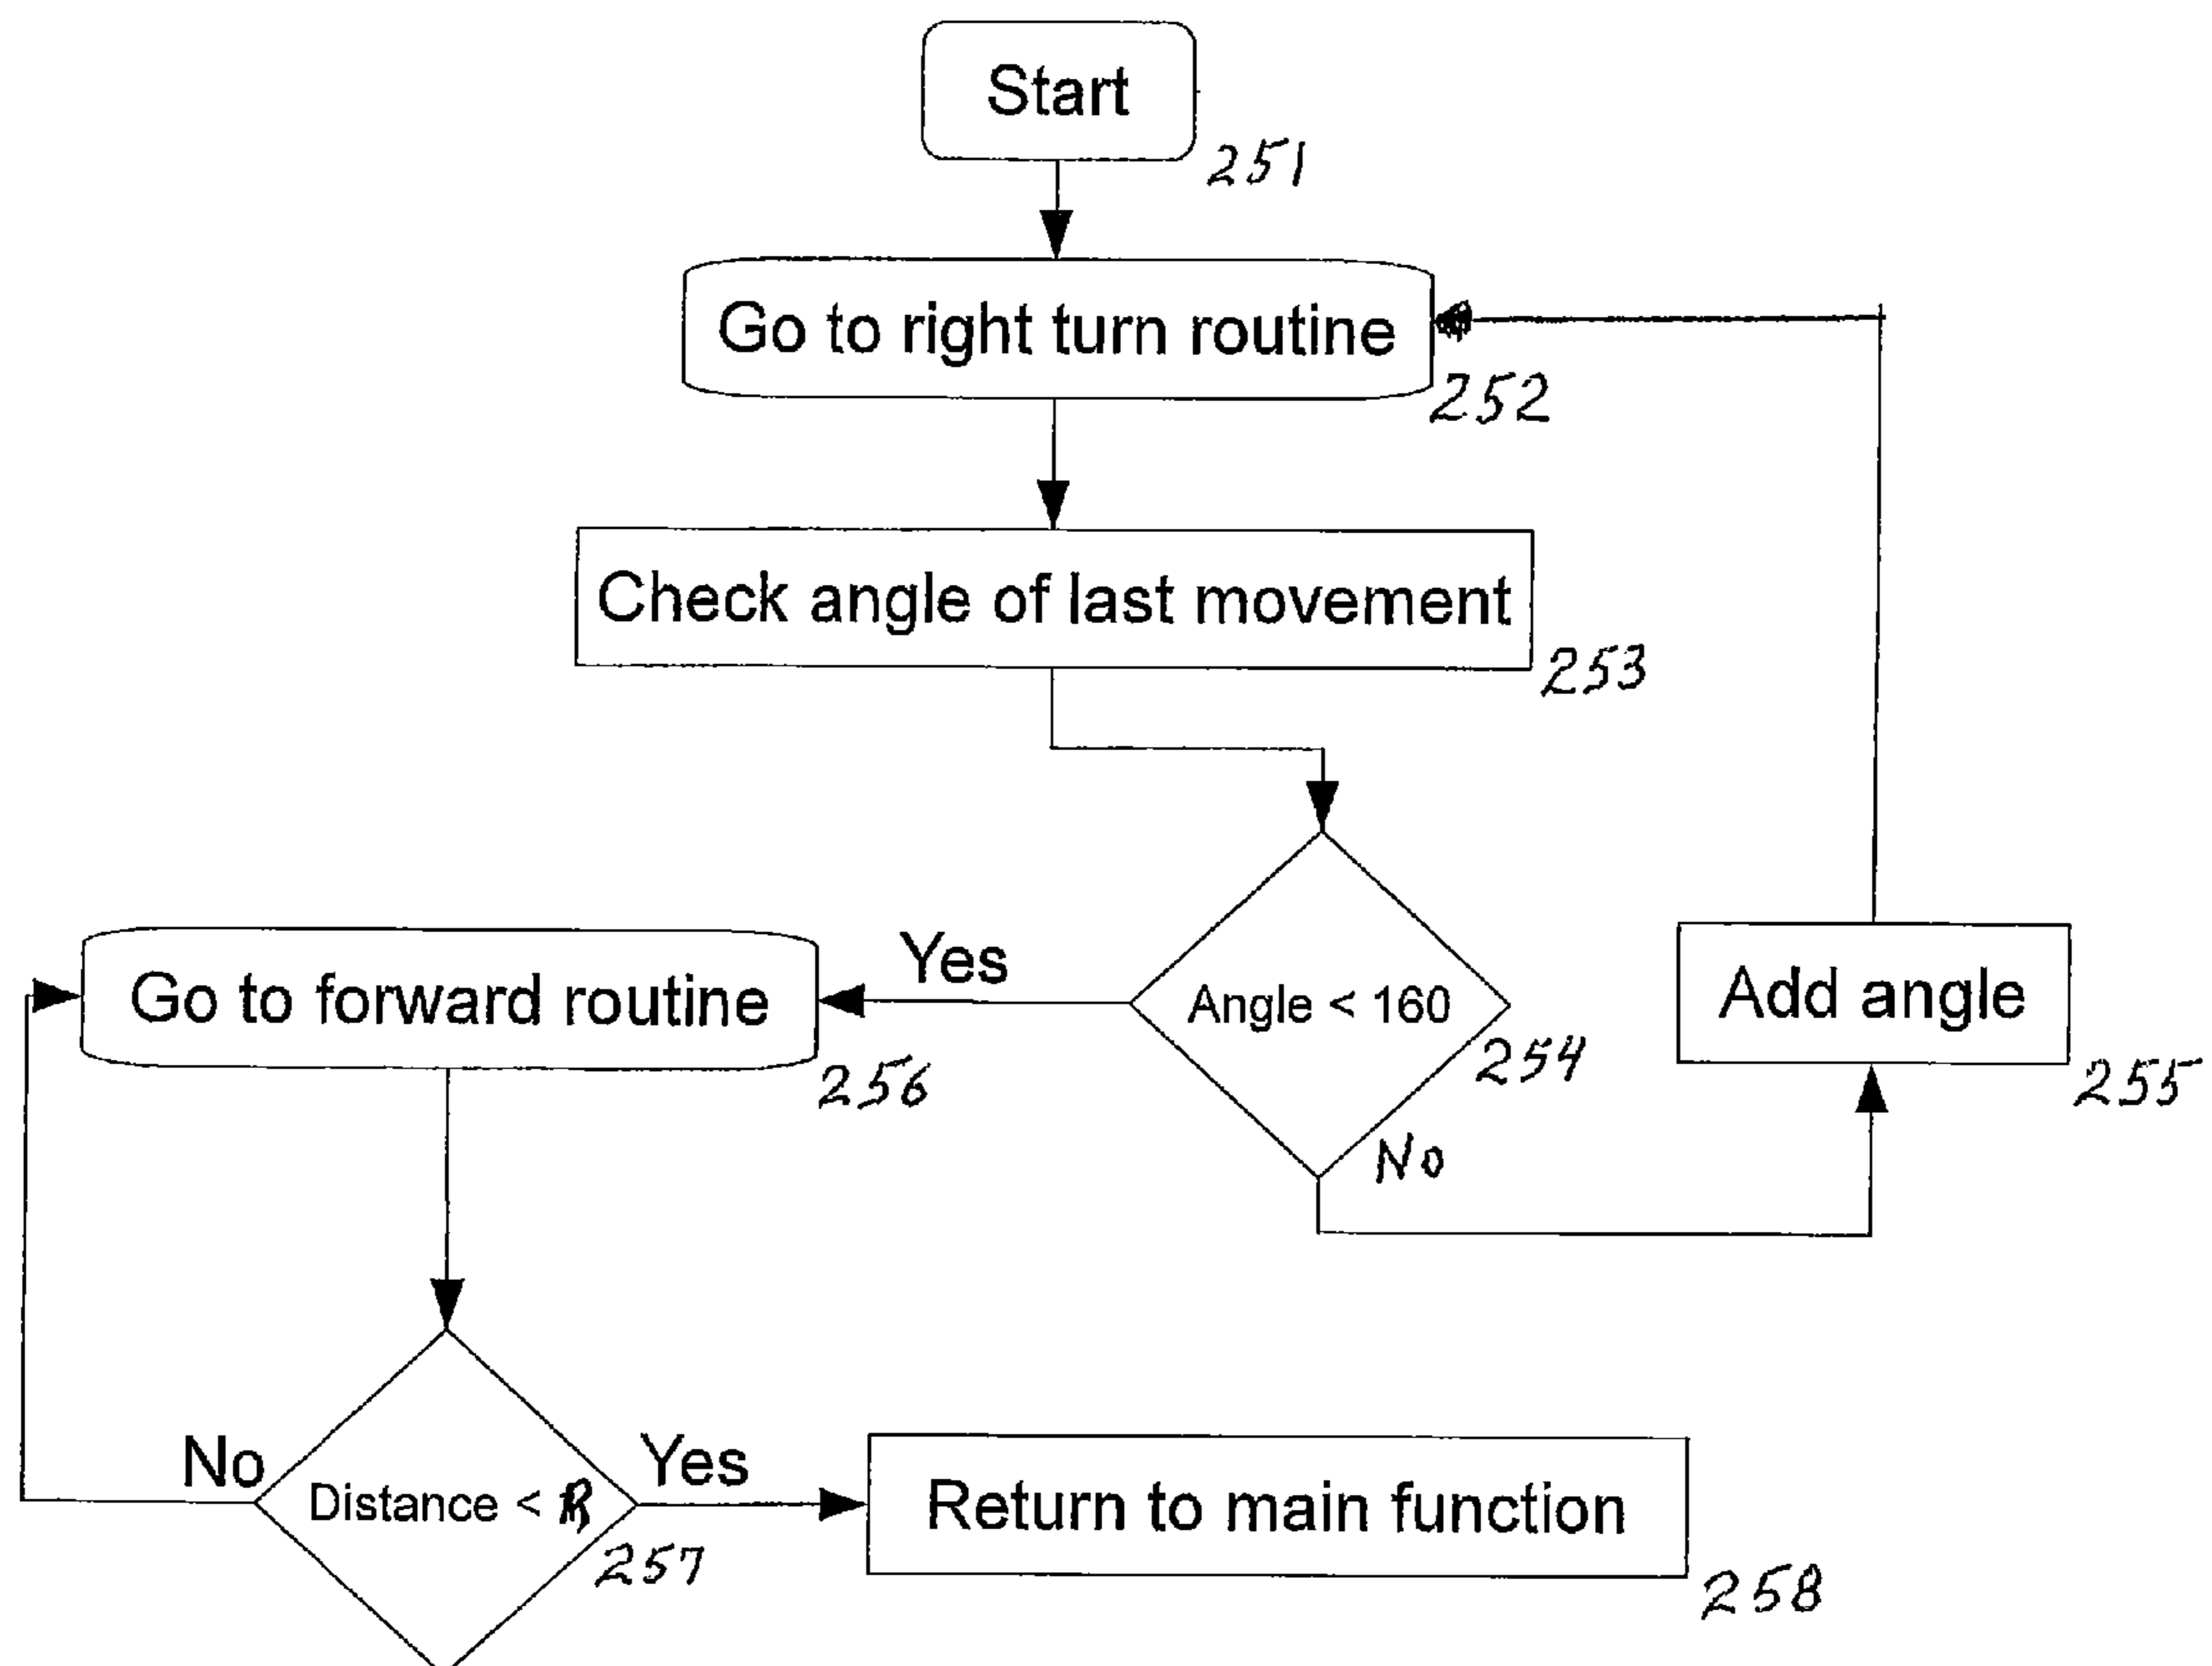 Start
251
Go to right turn routine
252
Check angle of last movement
253
Yes
Angle < 160
254
No
Add angle
255
Go to forward routine
256
No
Distance < R
257
Yes
Return to main function
258